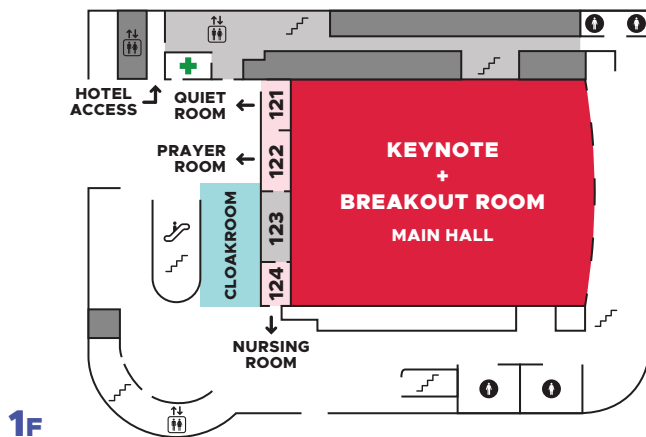 HOTEL
ACCESS
QUIET
ROOM
121
PRAYER
ROOM
122
KEYNOTE
+
BREAKOUT ROOM
MAIN HALL
CLOAKROOM
123
124
NURSING
ROOM
1F